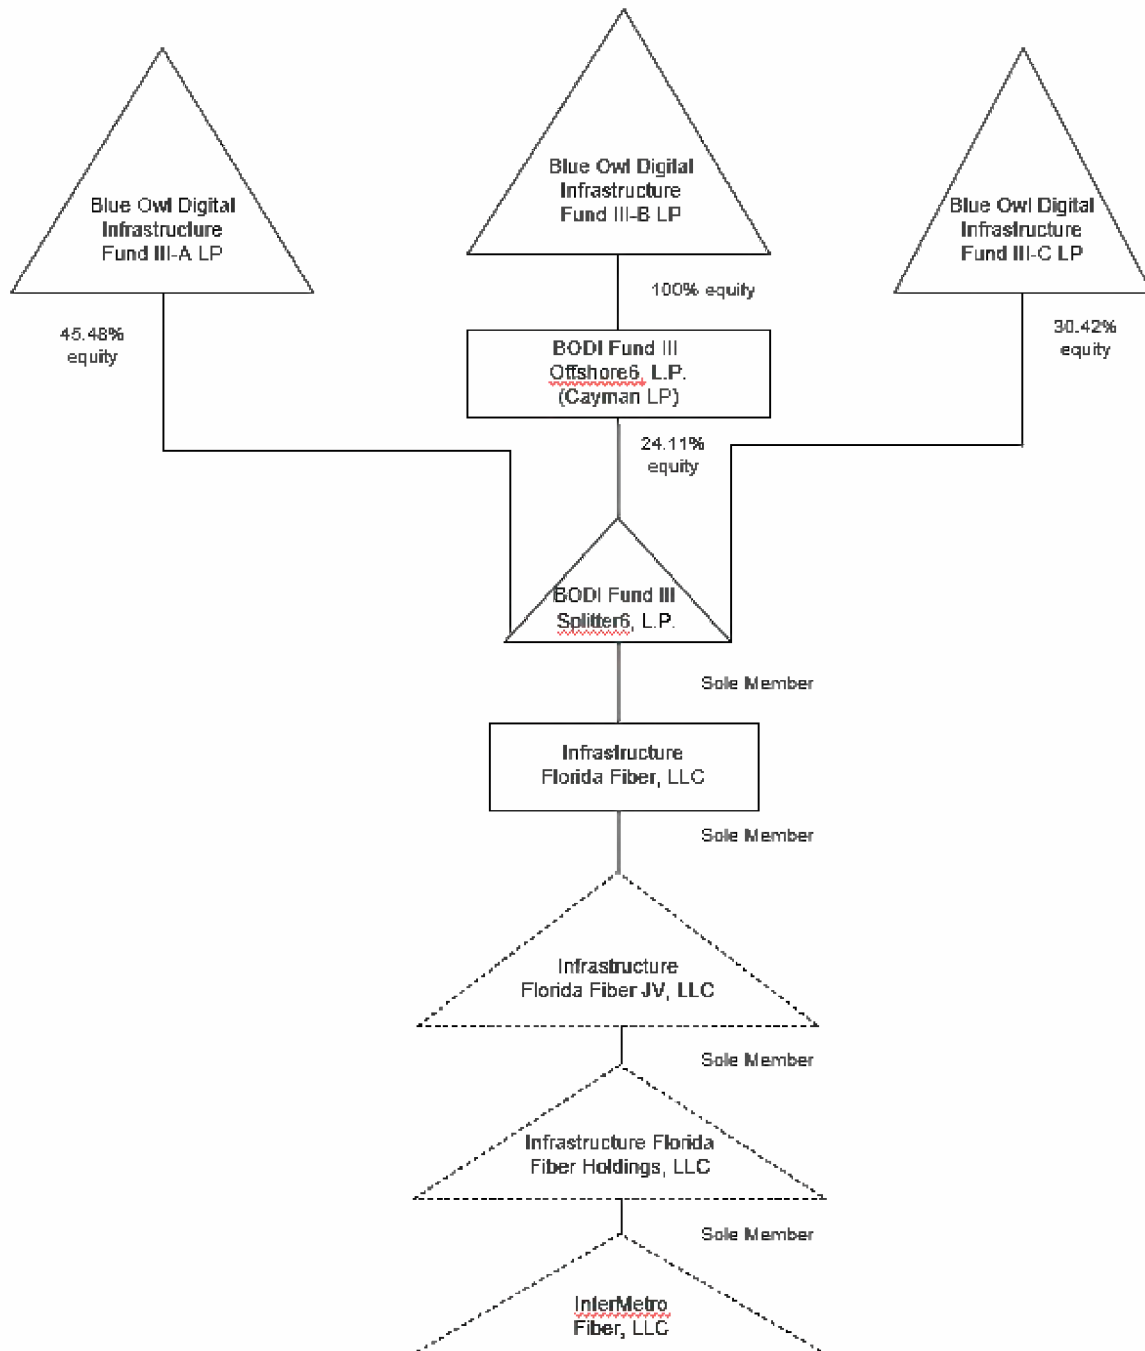 Blue Owl Digital
Infrastructure
Fund III-A LP
Blue Owl Digital
Infrastructure
Fund III-B LP
Blue Owl Digital
Infrastructure
Fund III-C LP
45.48%
equity
100% equity
30.42%
equity
BODI Fund III
Offshore6, L.P.
(Cayman LP)
24.11%
equity
BODI Fund III
Splitter6, L.P.
Sole Member
Infrastructure
Florida Fiber, LLC
Sole Member
Infrastructure
Florida Fiber JV, LLC
Sole Member
Infrastructure Florida
Fiber Holdings, LLC
Sole Member
InterMetro
Fiber, LLC